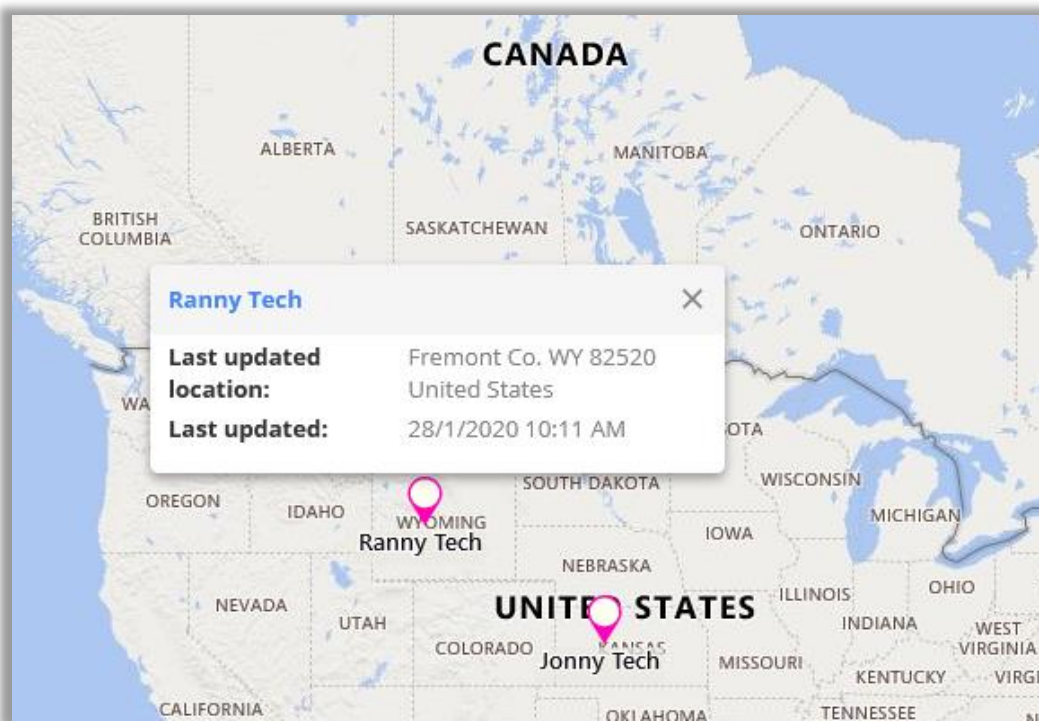 CANADA
ALBERTA
MANITOBA
BRITISH
COLUMBIA
SASKATCHEWAN
ONTARIO
Ranny Tech
Last updated
location:
Fremont Co. WY 82520
United States
Last updated:
28/1/2020 10:11 AM
WA
OTA
OREGON
IDAHO
WYOMING
Ranny Tech
SOUTH DAKOTA
WISCONSIN
MICHIGAN
IOWA
NEBRASKA
NEVADA
UTAH
UNITED STATES
ILLINOIS
INDIANA
OHIO
WEST
VIRGINIA
COLORADO
KANSAS
Jonny Tech
MISSOURI
KENTUCKY
VIRGI
CALIFORNIA
OKLAHOMA
TENNESSEE
N